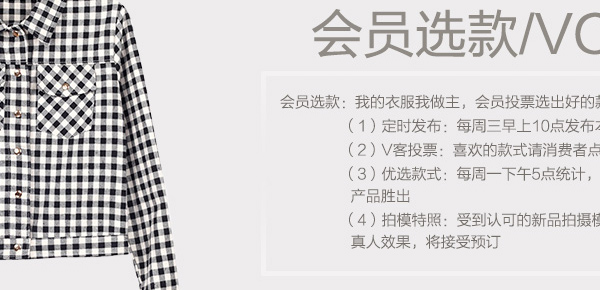 会员选款/VC
会员选款：我的衣服我做主，会员投票选出好的款
（1）定时发布：每周三早上10点发布本
（2）V客投票：喜欢的款式请消费者点
（3）优选款式：每周一下午5点统计，
产品胜出
（4）拍模特照：受到认可的新品拍摄模
真人效果，将接受预订